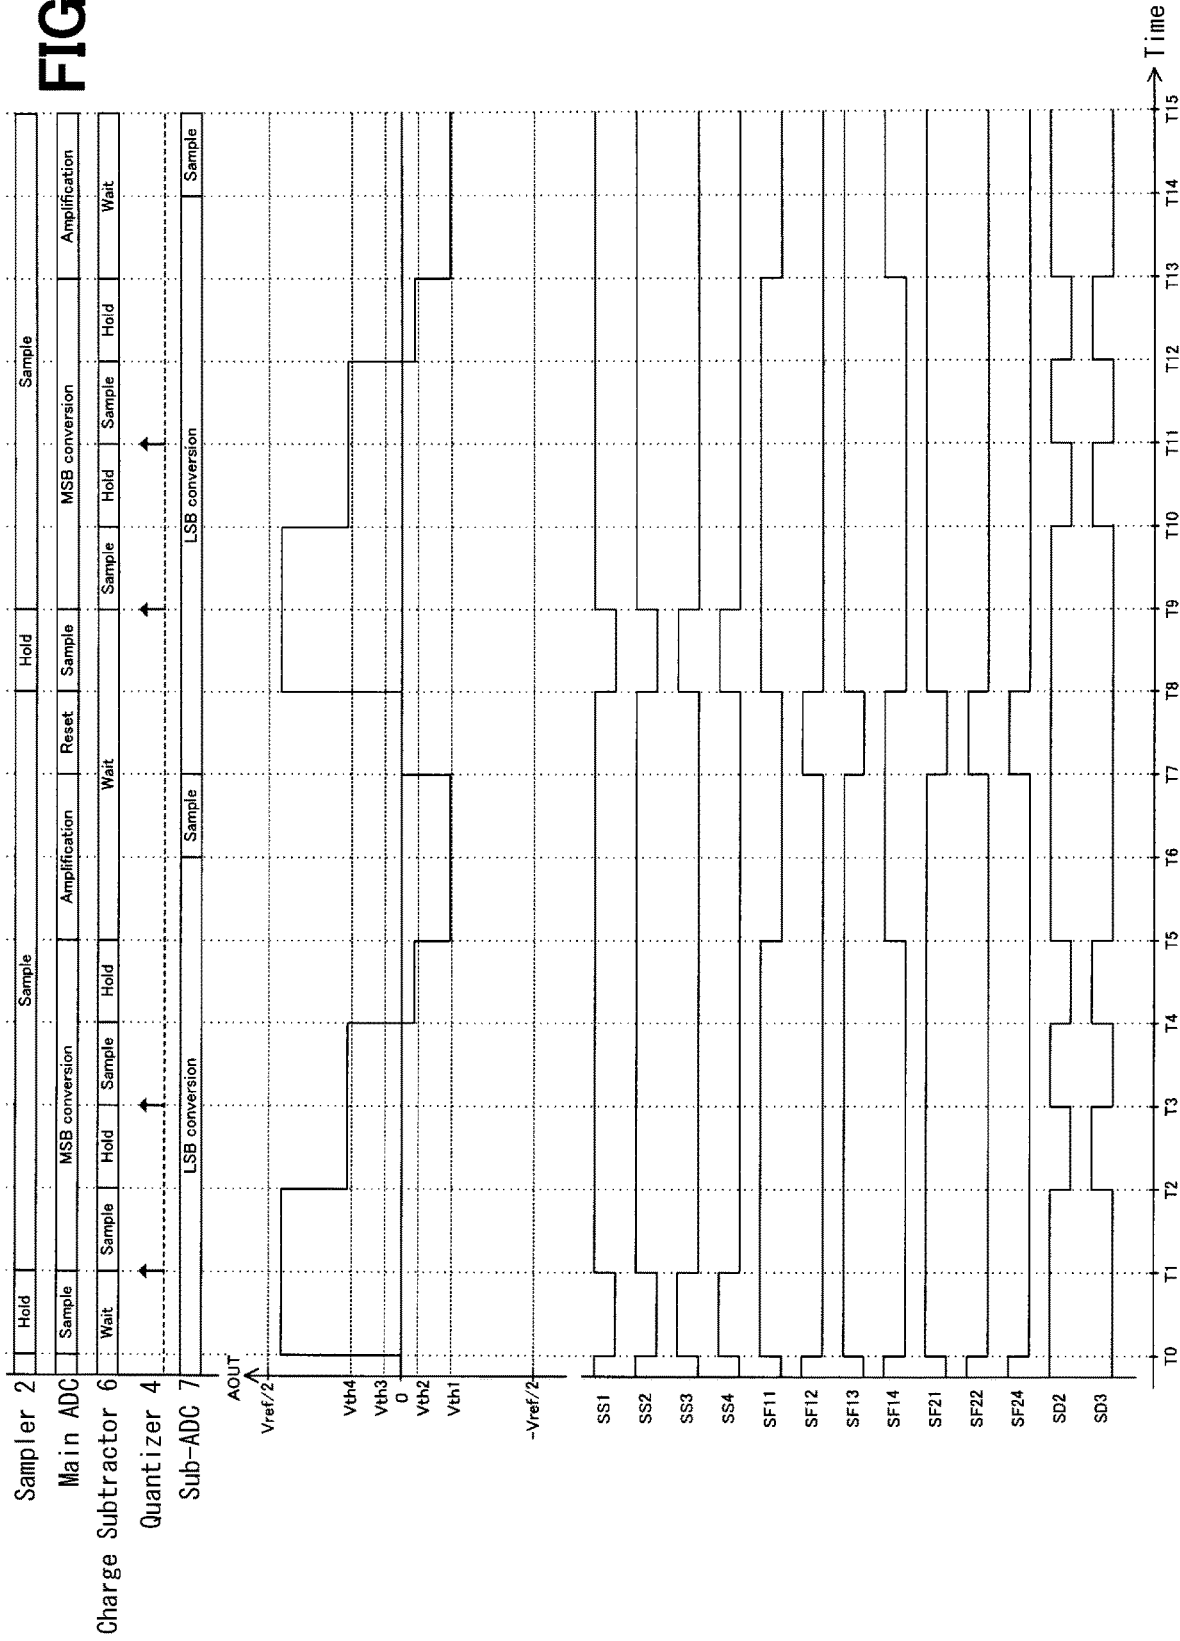 FIG
Sampler 2
Hold
Sample
Hold
Sample
Main ADC
Sample
MSB conversion
Amplification
Reset
Sample
MSB conversion
Amplification
Charge Subtractor 6
Wait
Sample
Hold
Sample
Hold
Wait
Sample
Hold
Sample
Hold
Wait
Quantizer 4
Sub-ADC 7
LSB conversion
Sample
LSB conversion
Sample
AOUT
Vref/2
Vth4
Vth3
0
Vth2
Vth1
-Vref/2
SS1
SS2
SS3
SS4
SF11
SF12
SF13
SF14
SF21
SF22
SF24
SD2
SD3
T0 T1 T2 T3 T4 T5 T6 T7 T8 T9 T10 T11 T12 T13 T14 T15
Time